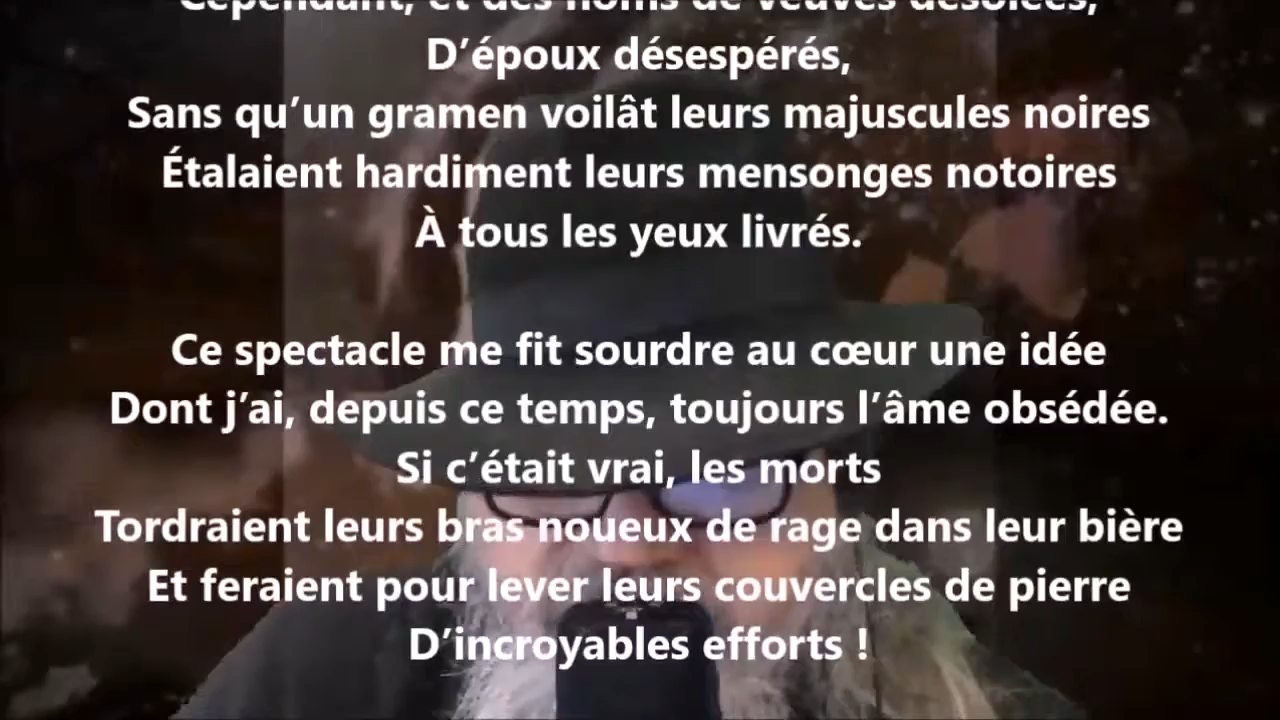 Cependant, et des noms de veuves désolées,
D’époux désespérés,
Sans qu’un gramen voilât leurs majuscules noires
Étalaient hardiment leurs mensonges notoires
À tous les yeux livrés.
Ce spectacle me fit sourdre au cœur une idée
Dont j’ai, depuis ce temps, toujours l’âme obsédée.
Si c’était vrai, les morts
Tordraient leurs bras noueux de rage dans leur bière
Et feraient pour lever leurs couvercles de pierre
D’incroyables efforts !